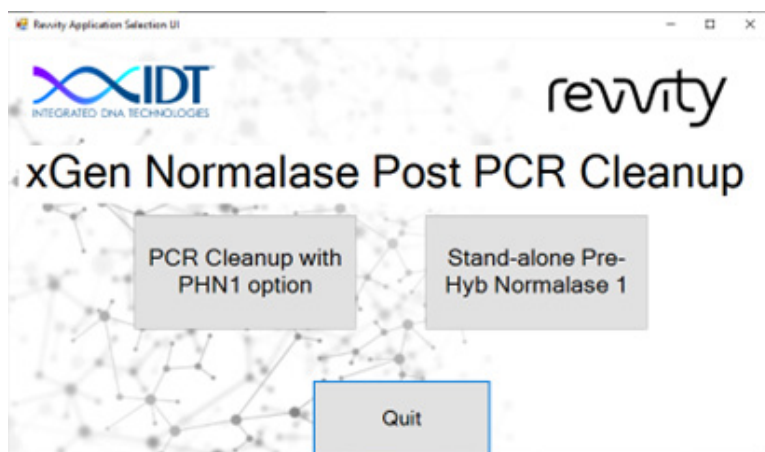 Revvity Application Selection UI
IDT
INTEGRATED DNA TECHNOLOGIES
revvity
xGen Normalase Post PCR Cleanup
PCR Cleanup with
PHN1 option
Stand-alone Pre-
Hyb Normalase 1
Quit